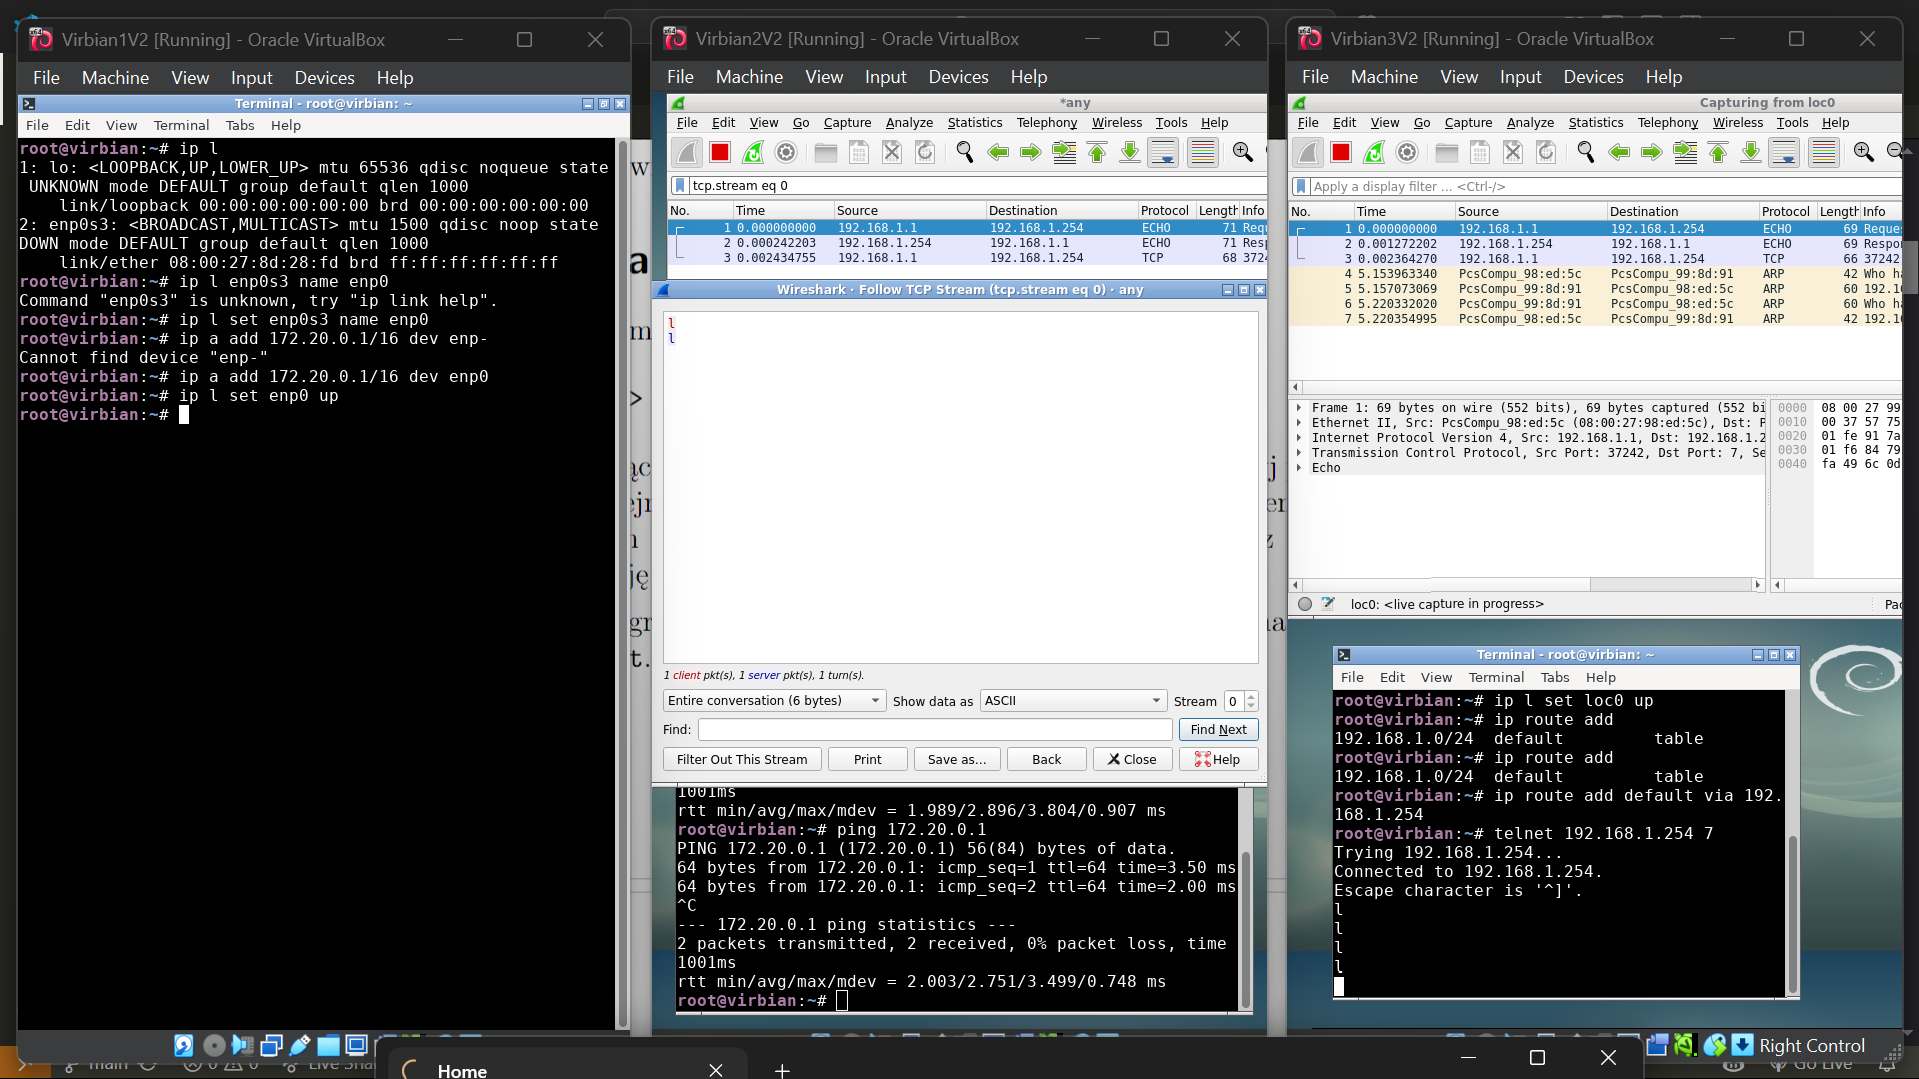 Virbian1V2 [Running] - Oracle VirtualBox
File Machine View Input Devices Help
Terminal - root@virbian: ~
File Edit View Terminal Tabs Help
root@virbian:~# ip l
1: lo: <LOOPBACK,UP,LOWER_UP> mtu 65536 qdisc noqueue state
UNKNOWN mode DEFAULT group default qlen 1000
link/loopback 00:00:00:00:00:00 brd 00:00:00:00:00:00
2: enp0s3: <BROADCAST,MULTICAST> mtu 1500 qdisc noop state
DOWN mode DEFAULT group default qlen 1000
link/ether 08:00:27:8d:28:fd brd ff:ff:ff:ff:ff:ff
root@virbian:~# ip l enp0s3 name enp0
Command "enp0s3" is unknown, try "ip link help".
root@virbian:~# ip l set enp0s3 name enp0
root@virbian:~# ip a add 172.20.0.1/16 dev enp-
Cannot find device "enp-"
root@virbian:~# ip a add 172.20.0.1/16 dev enp0
root@virbian:~# ip l set enp0 up
root@virbian:~#
Virbian2V2 [Running] - Oracle VirtualBox
File Machine View Input Devices Help
*any
File Edit View Go Capture Analyze Statistics Telephony Wireless Tools Help
tcp.stream eq 0
No. Time Source Destination Protocol Length Info
1 0.000000000 192.168.1.1 192.168.1.254 ECHO 71 Requ
2 0.000242203 192.168.1.254 192.168.1.1 ECHO 71 Resp
3 0.002434755 192.168.1.1 192.168.1.254 TCP 68 3724
Wireshark · Follow TCP Stream (tcp.stream eq 0) · any
l
l
1 client pkt(s), 1 server pkt(s), 1 turn(s).
Entire conversation (6 bytes) Show data as ASCII Stream 0
Find: Find Next
Filter Out This Stream Print Save as... Back Close Help
1001ms
rtt min/avg/max/mdev = 1.989/2.896/3.804/0.907 ms
root@virbian:~# ping 172.20.0.1
PING 172.20.0.1 (172.20.0.1) 56(84) bytes of data.
64 bytes from 172.20.0.1: icmp_seq=1 ttl=64 time=3.50 ms
64 bytes from 172.20.0.1: icmp_seq=2 ttl=64 time=2.00 ms
^C
--- 172.20.0.1 ping statistics ---
2 packets transmitted, 2 received, 0% packet loss, time
1001ms
rtt min/avg/max/mdev = 2.003/2.751/3.499/0.748 ms
root@virbian:~#
Virbian3V2 [Running] - Oracle VirtualBox
File Machine View Input Devices Help
Capturing from loc0
File Edit View Go Capture Analyze Statistics Telephony Wireless Tools Help
Apply a display filter ... <Ctrl-/>
No. Time Source Destination Protocol Length Info
1 0.000000000 192.168.1.1 192.168.1.254 ECHO 69 Reque
2 0.001272202 192.168.1.254 192.168.1.1 ECHO 69 Respo
3 0.002364270 192.168.1.1 192.168.1.254 TCP 66 37242
4 5.153963340 PcsCompu_98:ed:5c PcsCompu_99:8d:91 ARP 42 Who ha
5 5.157073069 PcsCompu_99:8d:91 PcsCompu_98:ed:5c ARP 60 192.16
6 5.220332020 PcsCompu_99:8d:91 PcsCompu_98:ed:5c ARP 60 Who ha
7 5.220354995 PcsCompu_98:ed:5c PcsCompu_99:8d:91 ARP 42 192.16
Frame 1: 69 bytes on wire (552 bits), 69 bytes captured (552 bi
Ethernet II, Src: PcsCompu_98:ed:5c (08:00:27:98:ed:5c), Dst: P
Internet Protocol Version 4, Src: 192.168.1.1, Dst: 192.168.1.2
Transmission Control Protocol, Src Port: 37242, Dst Port: 7, Se
Echo
0000 08 00 27 99
0010 00 37 57 75
0020 01 fe 91 7a
0030 01 f6 84 79
0040 fa 49 6c 0d
loc0: <live capture in progress> Pac
Terminal - root@virbian: ~
File Edit View Terminal Tabs Help
root@virbian:~# ip l set loc0 up
root@virbian:~# ip route add
192.168.1.0/24 default table
root@virbian:~# ip route add
192.168.1.0/24 default table
root@virbian:~# ip route add default via 192.
168.1.254
root@virbian:~# telnet 192.168.1.254 7
Trying 192.168.1.254...
Connected to 192.168.1.254.
Escape character is '^]'.
l
l
l
l
Right Control
Home
main
Go Live